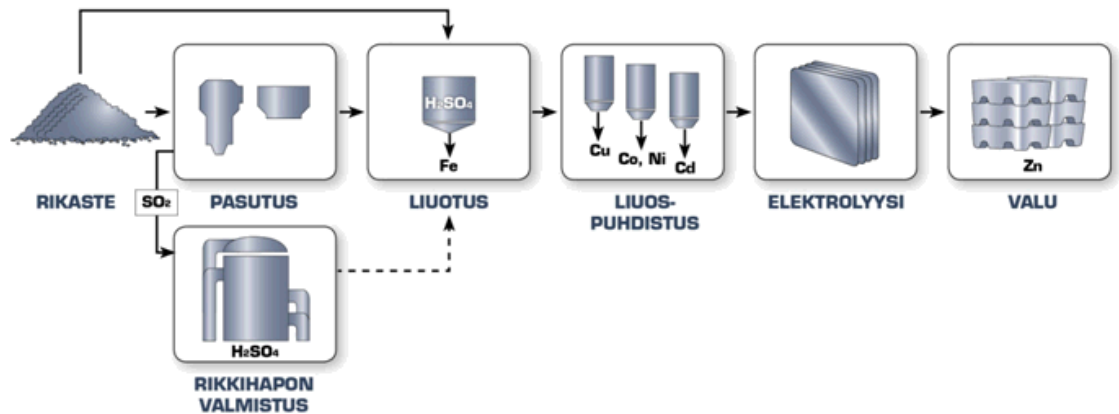 H₂SO₄
Fe
Cu
Co, Ni
Cd
Zn
RIKASTE
SO₂
PASUTUS
LIUOTUS
LIUOS-
PUHDISTUS
ELEKTROLYYSI
VALU
H₂SO₄
RIKKIHAPON
VALMISTUS